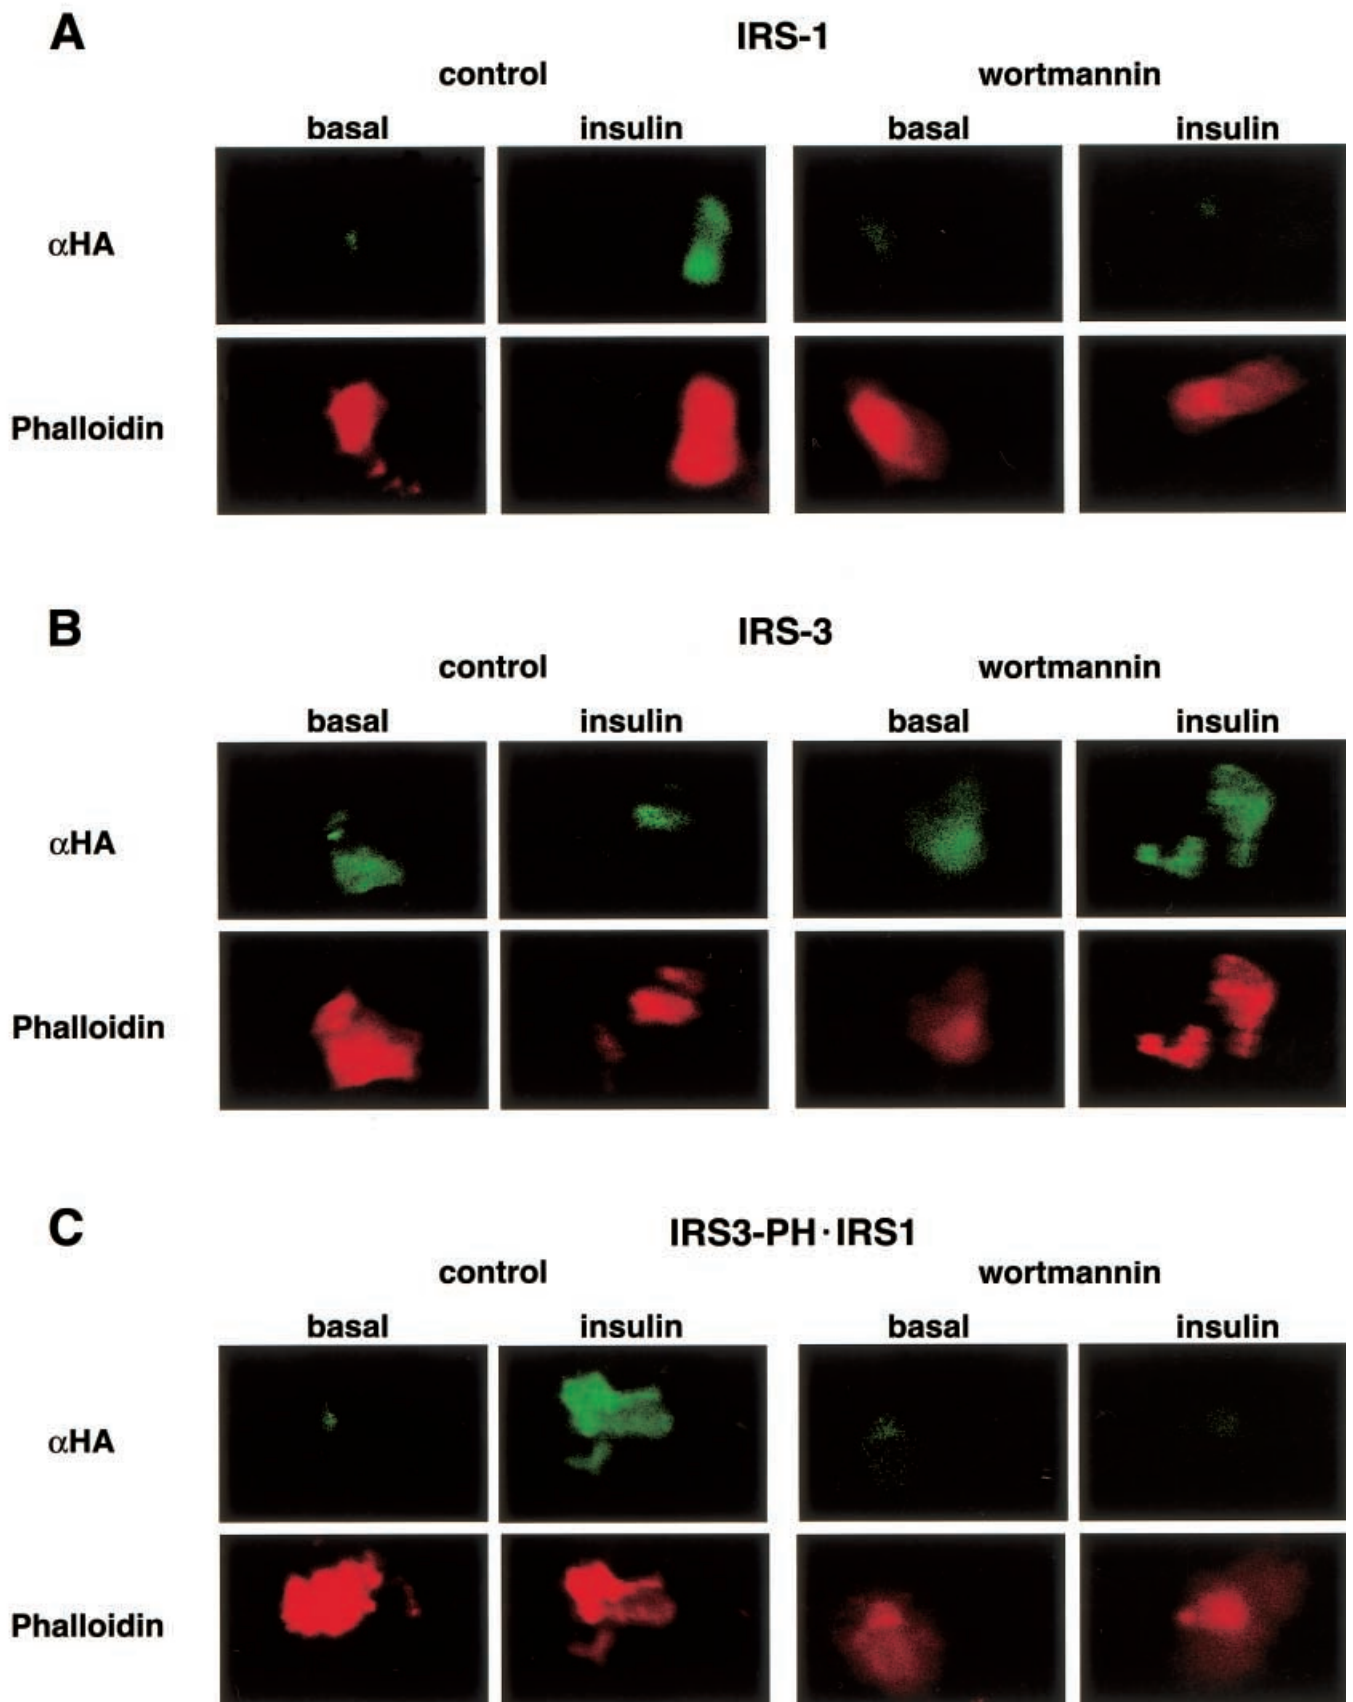 A
IRS-1
control wortmannin
basal insulin basal insulin
αHA
Phalloidin
B
IRS-3
control wortmannin
basal insulin basal insulin
αHA
Phalloidin
C
IRS3-PH·IRS1
control wortmannin
basal insulin basal insulin
αHA
Phalloidin